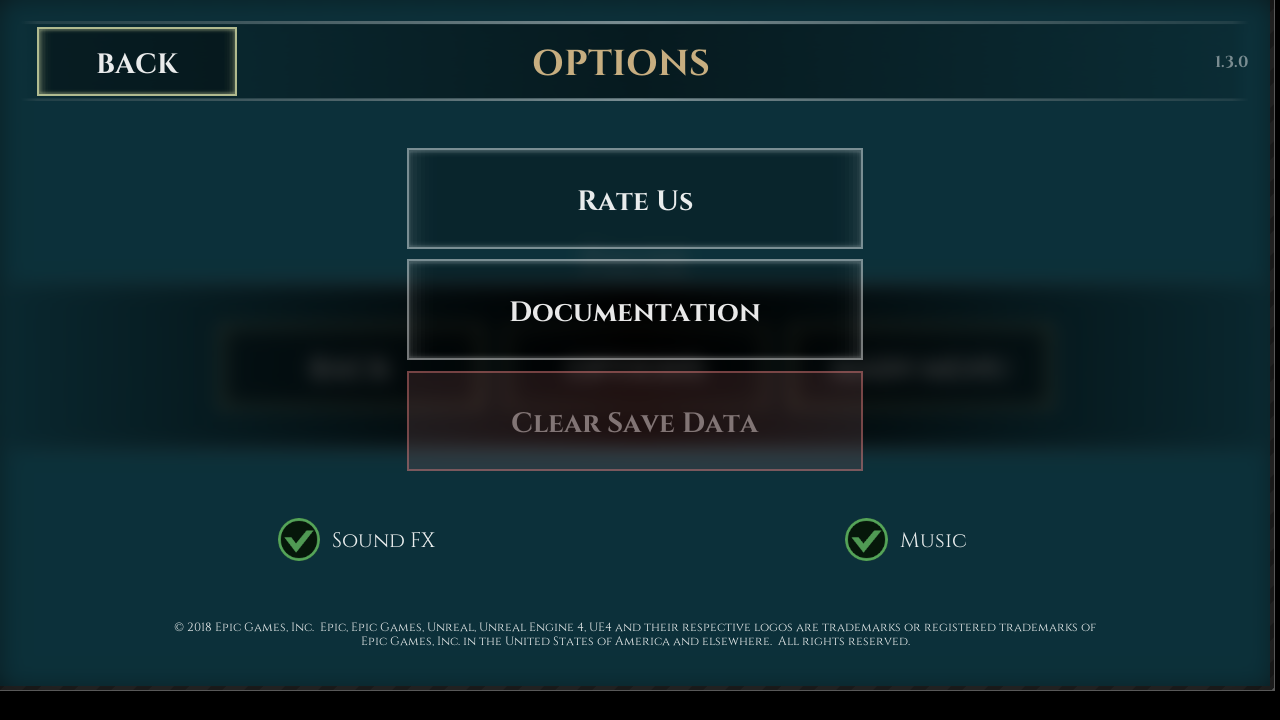 BACK
OPTIONS
1.3.0
Rate Us
Documentation
Clear Save Data
Sound FX
Music
© 2018 Epic Games, Inc. Epic, Epic Games, Unreal, Unreal Engine 4, UE4 and their respective logos are trademarks or registered trademarks of
Epic Games, Inc. in the United States of America and elsewhere. All rights reserved.